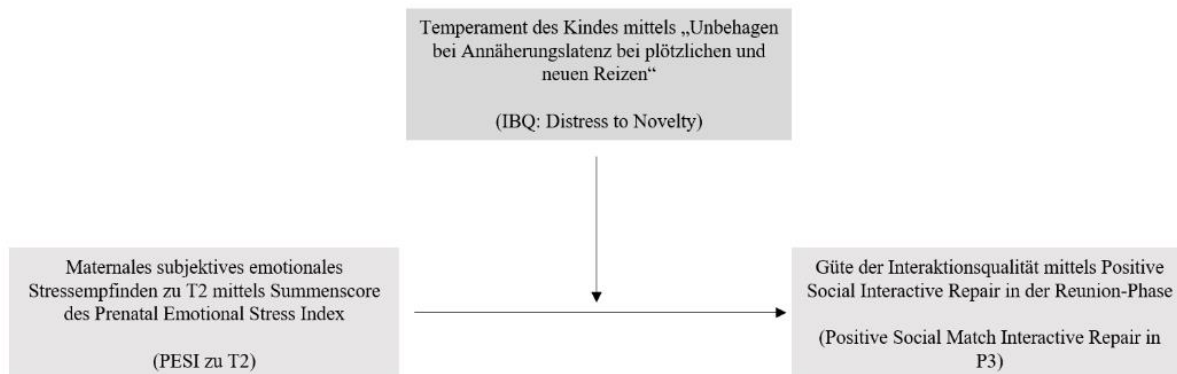 Temperament des Kindes mittels „Unbehagen
bei Annäherungslatenz bei plötzlichen und
neuen Reizen“
(IBQ: Distress to Novelty)
Maternales subjektives emotionales
Stressempfinden zu T2 mittels Summenscore
des Prenatal Emotional Stress Index
(PESI zu T2)
Güte der Interaktionsqualität mittels Positive
Social Interactive Repair in der Reunion-Phase
(Positive Social Match Interactive Repair in
P3)